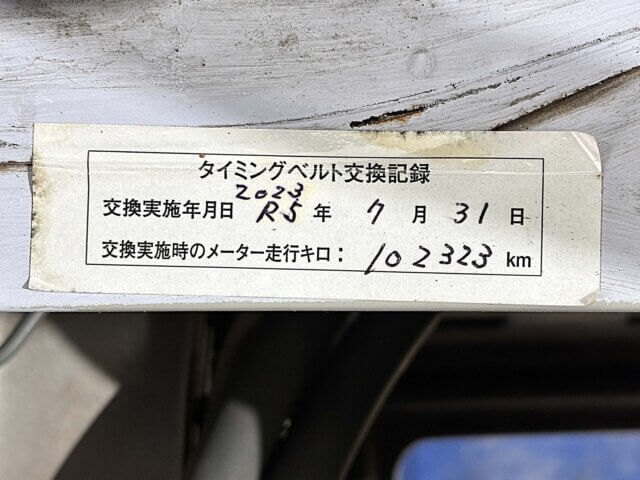 タイミングベルト交換記録
2023
交換実施年月日 R5 年 7 月 31 日
交換実施時のメーター走行キロ： 102323 km